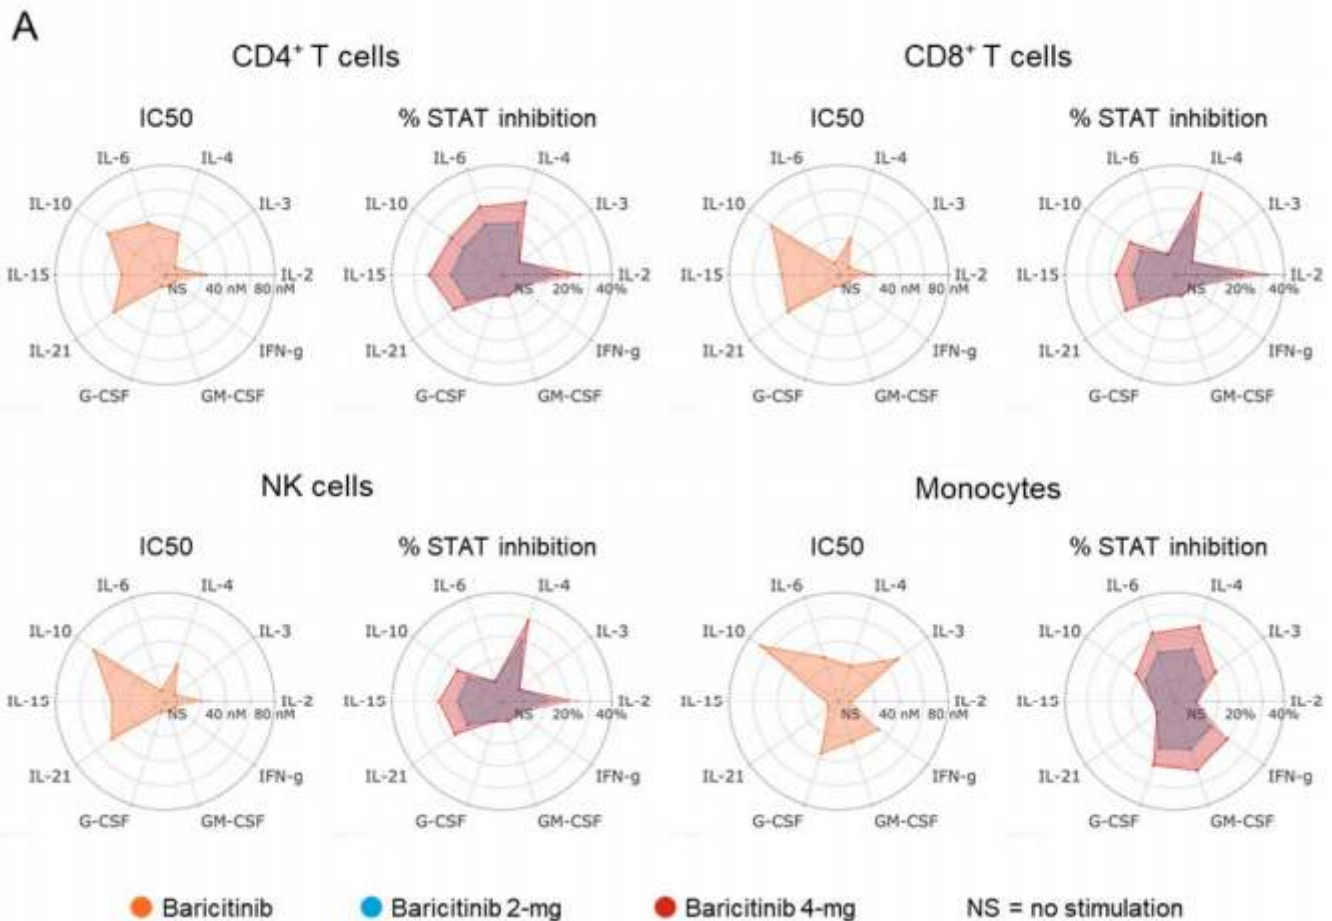 A
CD4⁺ T cells
CD8⁺ T cells
IC50
% STAT inhibition
IC50
% STAT inhibition
IL-6 IL-4 IL-6 IL-4 IL-6 IL-4 IL-6 IL-4
IL-10 IL-3 IL-10 IL-3 IL-10 IL-3 IL-10 IL-3
IL-15 IL-2 IL-15 IL-2 IL-15 IL-2 IL-15 IL-2
NS 40 nM 80 nM NS 20% 40% NS 40 nM 80 nM NS 20% 40%
IL-21 IFN-g IL-21 IFN-g IL-21 IFN-g IL-21 IFN-g
G-CSF GM-CSF G-CSF GM-CSF G-CSF GM-CSF G-CSF GM-CSF
NK cells
Monocytes
IC50
% STAT inhibition
IC50
% STAT inhibition
IL-6 IL-4 IL-6 IL-4 IL-6 IL-4 IL-6 IL-4
IL-10 IL-3 IL-10 IL-3 IL-10 IL-3 IL-10 IL-3
IL-15 IL-2 IL-15 IL-2 IL-15 IL-2 IL-15 IL-2
NS 40 nM 80 nM NS 20% 40% NS 40 nM 80 nM NS 20% 40%
IL-21 IFN-g IL-21 IFN-g IL-21 IFN-g IL-21 IFN-g
G-CSF GM-CSF G-CSF GM-CSF G-CSF GM-CSF G-CSF GM-CSF
Baricitinib Baricitinib 2-mg Baricitinib 4-mg NS = no stimulation